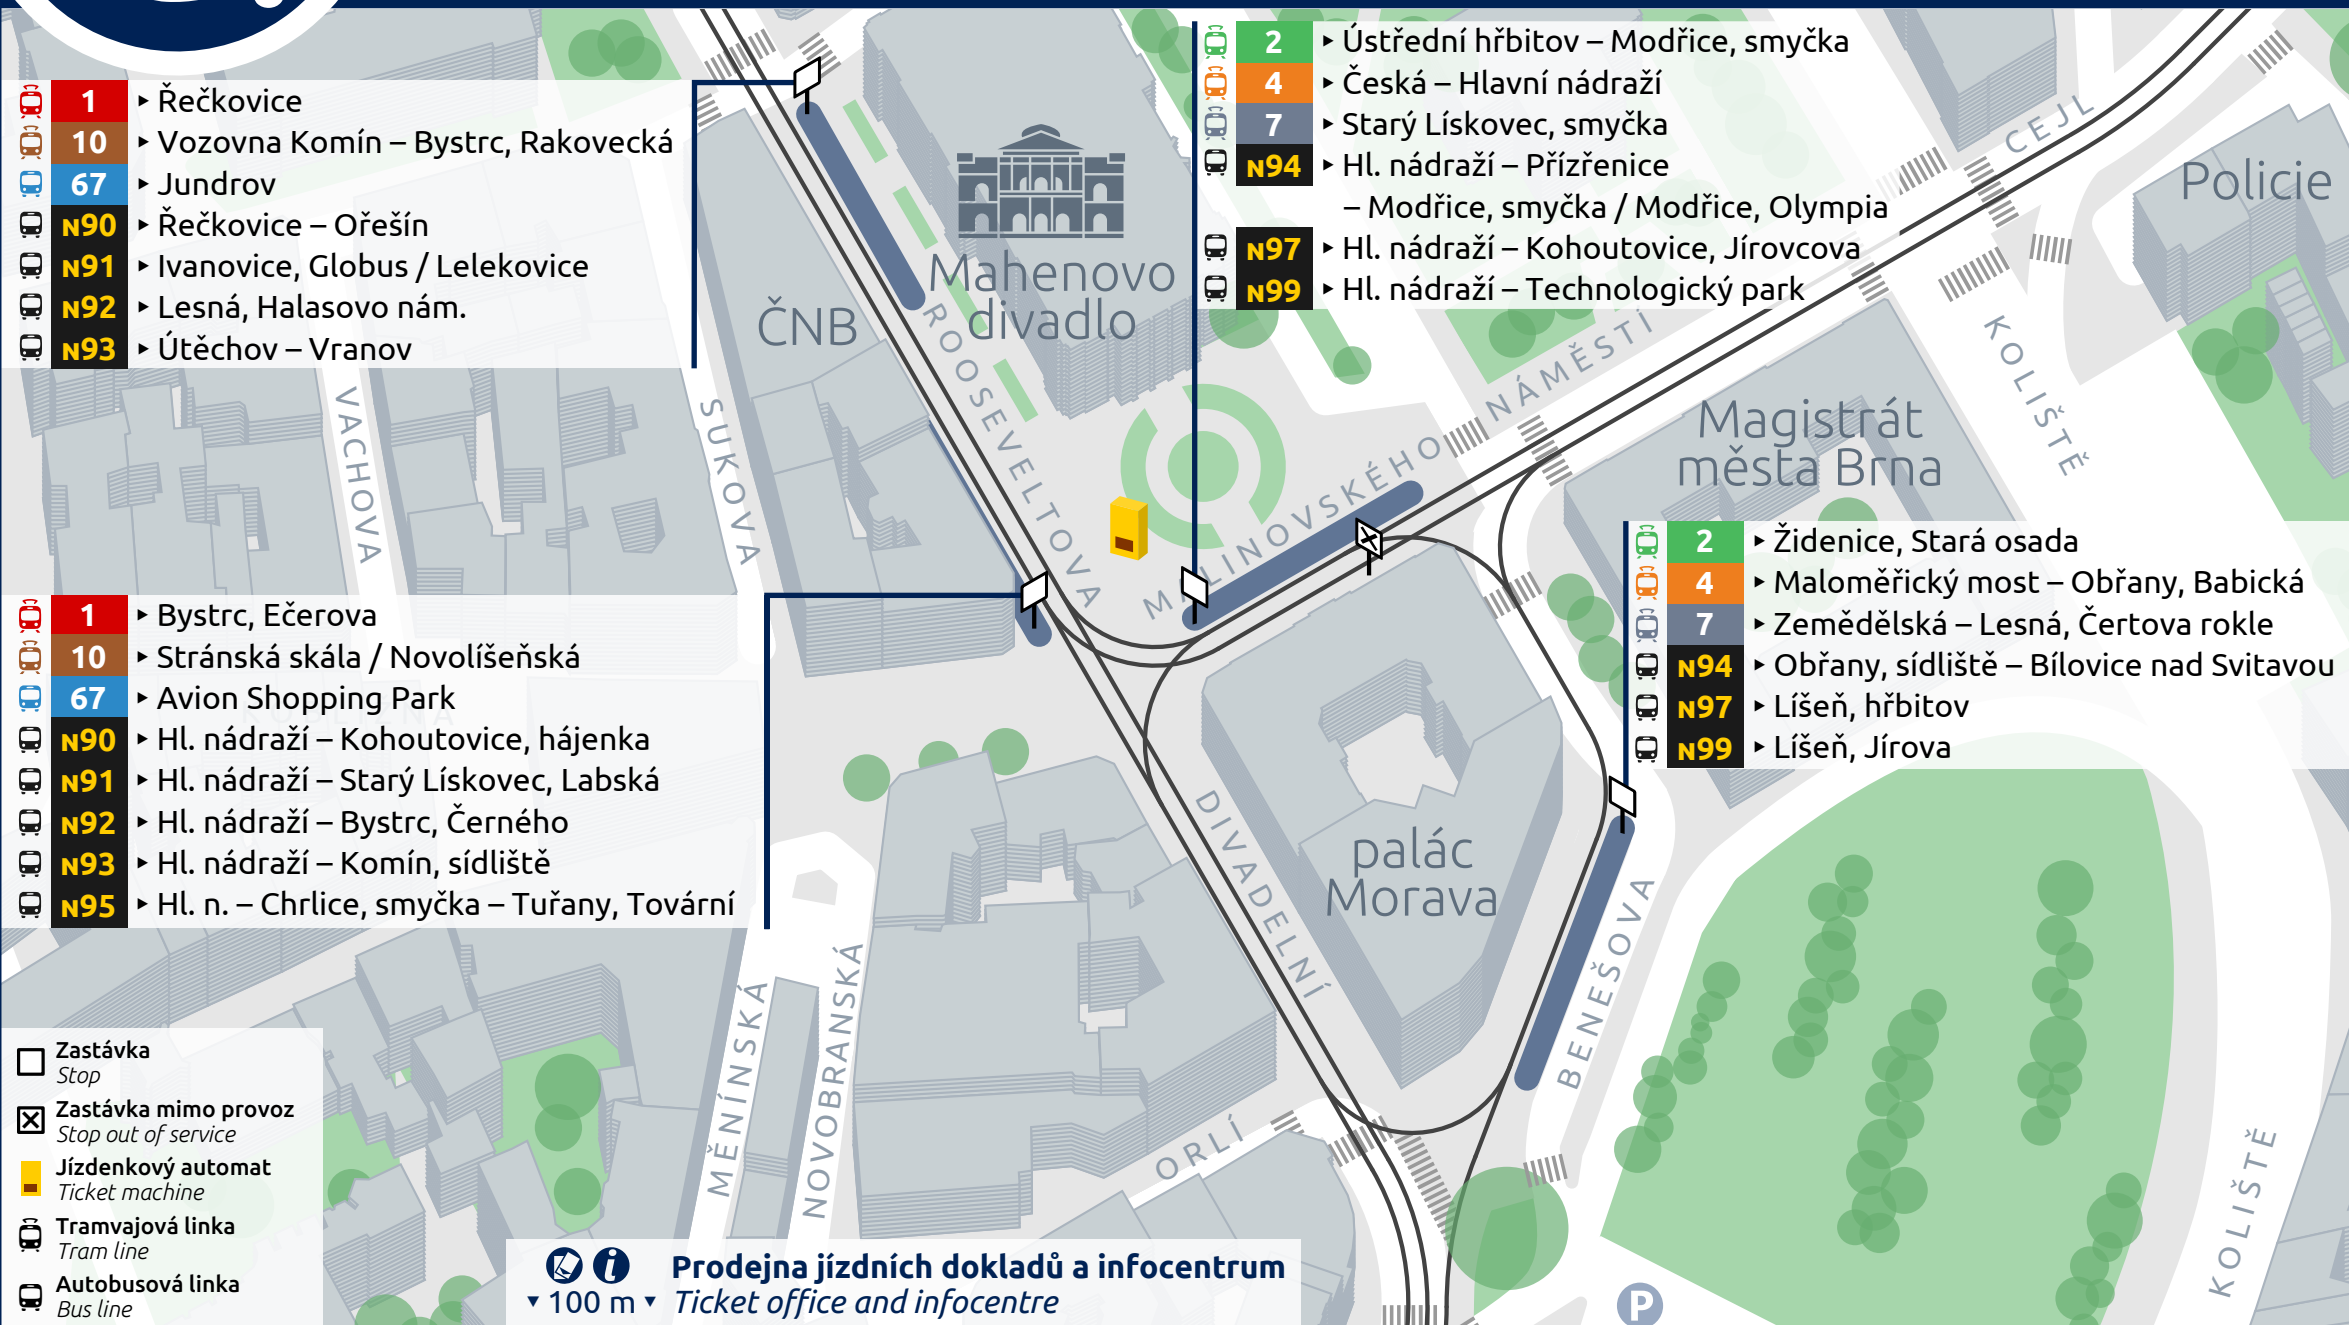 1 ‣ Řečkovice
10 ‣ Vozovna Komín – Bystrc, Rakovecká
67 ‣ Jundrov
N90 ‣ Řečkovice – Ořešín
N91 ‣ Ivanovice, Globus / Lelekovice
N92 ‣ Lesná, Halasovo nám.
N93 ‣ Útěchov – Vranov
2 ‣ Ústřední hřbitov – Modřice, smyčka
4 ‣ Česká – Hlavní nádraží
7 ‣ Starý Lískovec, smyčka
N94 ‣ Hl. nádraží – Přízřenice
– Modřice, smyčka / Modřice, Olympia
N97 ‣ Hl. nádraží – Kohoutovice, Jírovcova
N99 ‣ Hl. nádraží – Technologický park
CEJL
Policie
Mahenovo
divadlo
ČNB
ROOSEVELTOVA
VACHOVA
SUKOVA
MALINOVSKÉHO NÁMĚSTÍ
KOLIŠTĚ
Magistrát
města Brna
1 ‣ Bystrc, Ečerova
10 ‣ Stránská skála / Novolíšeňská
67 ‣ Avion Shopping Park
N90 ‣ Hl. nádraží – Kohoutovice, hájenka
N91 ‣ Hl. nádraží – Starý Lískovec, Labská
N92 ‣ Hl. nádraží – Bystrc, Černého
N93 ‣ Hl. nádraží – Komín, sídliště
N95 ‣ Hl. n. – Chrlice, smyčka – Tuřany, Tovární
2 ‣ Židenice, Stará osada
4 ‣ Maloměřický most – Obřany, Babická
7 ‣ Zemědělská – Lesná, Čertova rokle
N94 ‣ Obřany, sídliště – Bílovice nad Svitavou
N97 ‣ Líšeň, hřbitov
N99 ‣ Líšeň, Jírova
palác
Morava
DIVADELNÍ
BENEŠOVA
MĚNÍNSKÁ
NOVOBRANSKÁ
ORLÍ
KOLIŠTĚ
Zastávka
Stop
Zastávka mimo provoz
Stop out of service
Jízdenkový automat
Ticket machine
Tramvajová linka
Tram line
Autobusová linka
Bus line
Prodejna jízdních dokladů a infocentrum
▾ 100 m ▾ Ticket office and infocentre
P